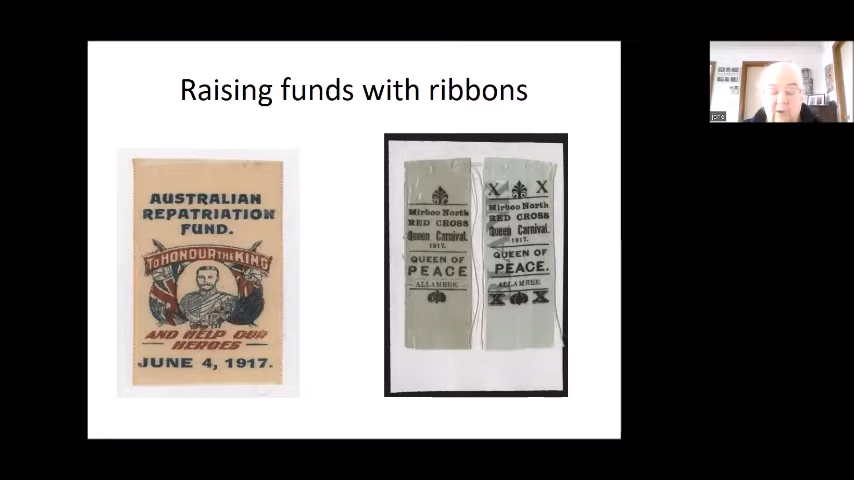 Raising funds with ribbons
AUSTRALIAN
REPATRIATION
FUND.
TO HONOUR THE KING
AND HELP OUR
HEROES
JUNE 4, 1917.
Mirboo North
RED CROSS
Queen Carnival.
1917.
QUEEN OF
PEACE
ALLAMBEE
X X
Mirboo North
RED CROSS
Queen Carnival.
1917.
QUEEN OF
PEACE.
ALLAMBEE
X X
jane